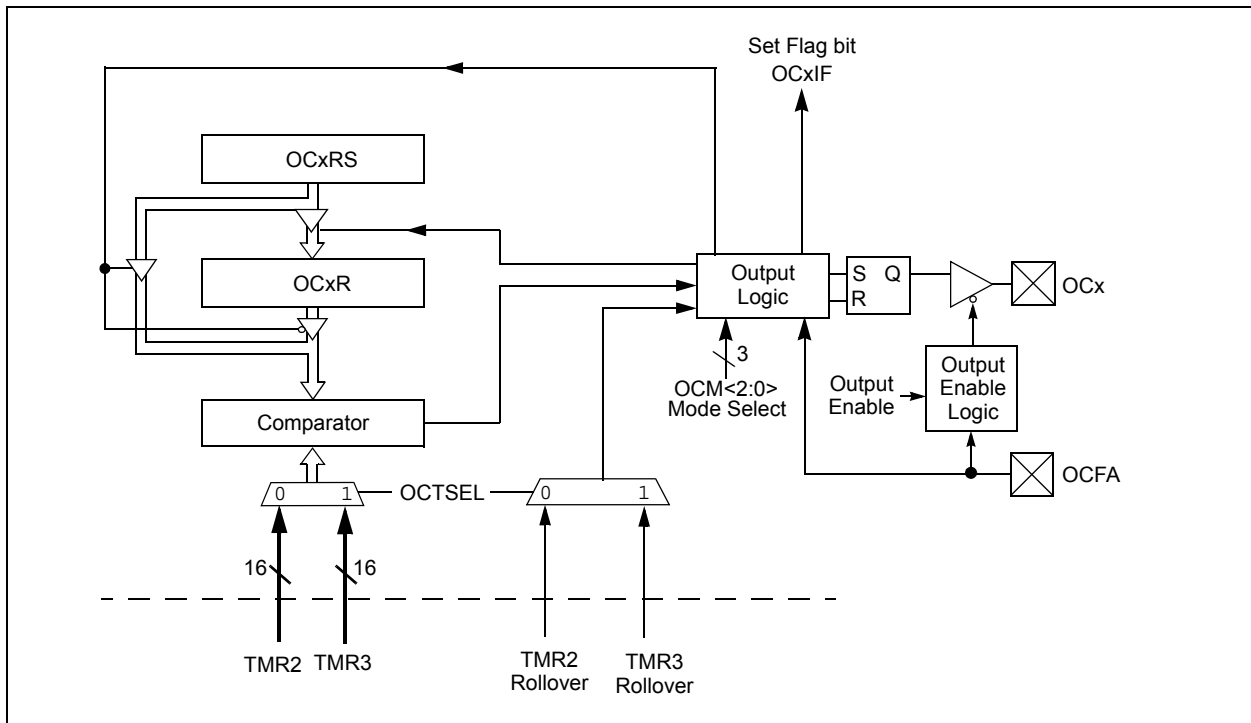 Set Flag bit
OCxIF
OCxRS
OCxR
Output
Logic
S Q
R
OCx
3
OCM<2:0>
Mode Select
Output
Enable
Output
Enable
Logic
Comparator
OCFA
0 1
OCTSEL
0 1
16
16
TMR2
TMR3
TMR2
Rollover
TMR3
Rollover